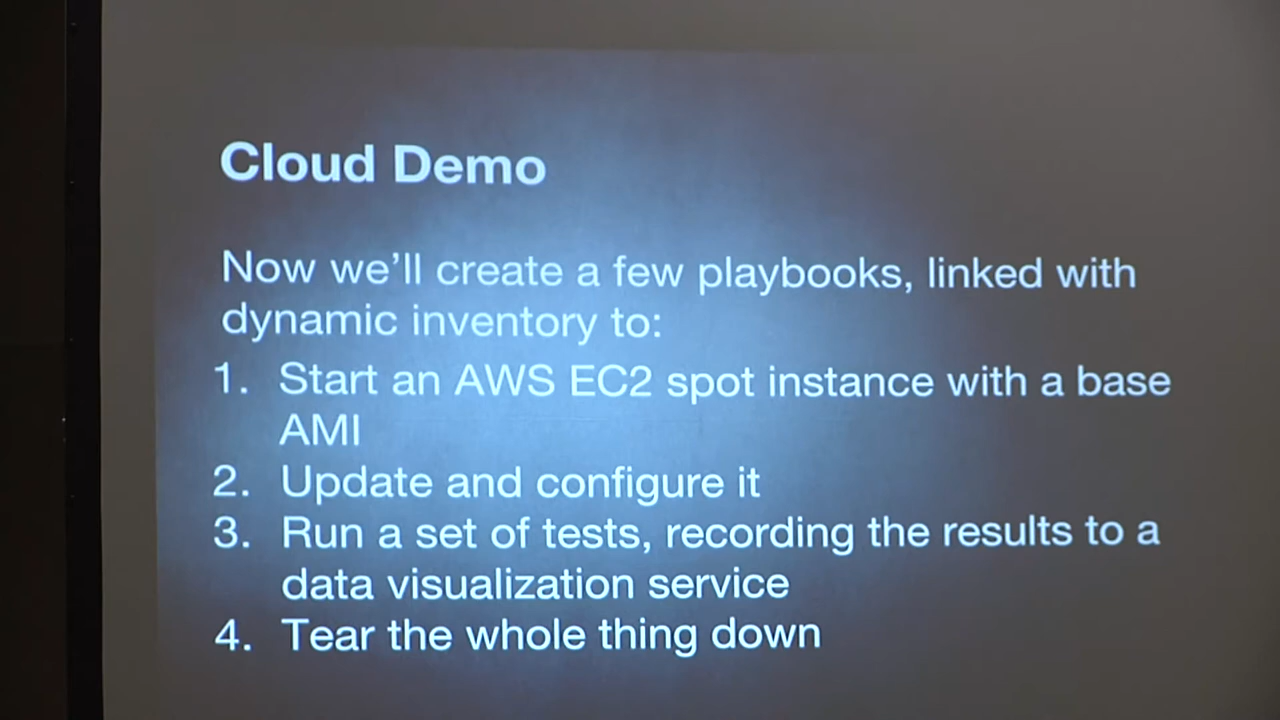 Cloud Demo
Now we'll create a few playbooks, linked with
dynamic inventory to:
1. Start an AWS EC2 spot instance with a base
AMI
2. Update and configure it
3. Run a set of tests, recording the results to a
data visualization service
4. Tear the whole thing down